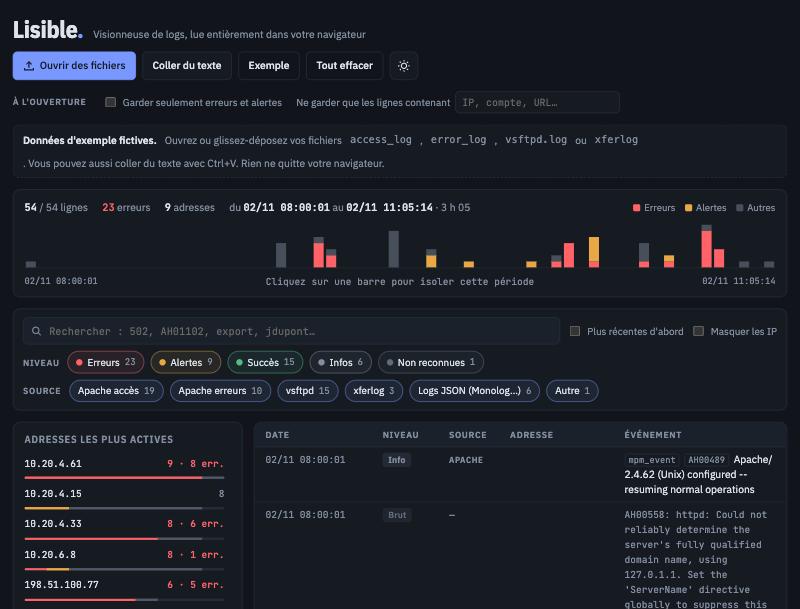 Lisible. Visionneuse de logs, lue entièrement dans votre navigateur
Ouvrir des fichiers Coller du texte Exemple Tout effacer
À L'OUVERTURE Garder seulement erreurs et alertes Ne garder que les lignes contenant IP, compte, URL…
Données d'exemple fictives. Ouvrez ou glissez-déposez vos fichiers access_log , error_log , vsftpd.log ou xferlog
. Vous pouvez aussi coller du texte avec Ctrl+V. Rien ne quitte votre navigateur.
54 / 54 lignes 23 erreurs 9 adresses du 02/11 08:00:01 au 02/11 11:05:14 · 3 h 05 Erreurs Alertes Autres
02/11 08:00:01 Cliquez sur une barre pour isoler cette période 02/11 11:05:14
Rechercher : 502, AH01102, export, jdupont… Plus récentes d'abord Masquer les IP
NIVEAU Erreurs 23 Alertes 9 Succès 15 Infos 6 Non reconnues 1
SOURCE Apache accès 19 Apache erreurs 10 vsftpd 15 xferlog 3 Logs JSON (Monolog…) 6 Autre 1
ADRESSES LES PLUS ACTIVES
10.20.4.61 9 · 8 err.
10.20.4.15 8
10.20.4.33 8 · 6 err.
10.20.6.8 8 · 1 err.
198.51.100.77 6 · 5 err.
DATE NIVEAU SOURCE ADRESSE ÉVÉNEMENT
02/11 08:00:01 Info APACHE mpm_event AH00489 Apache/
2.4.62 (Unix) configured --
resuming normal operations
02/11 08:00:01 Brut — AH00558: httpd: Could not
reliably determine the
server's fully qualified
domain name, using
127.0.1.1. Set the
'ServerName' directive
globally to suppress this